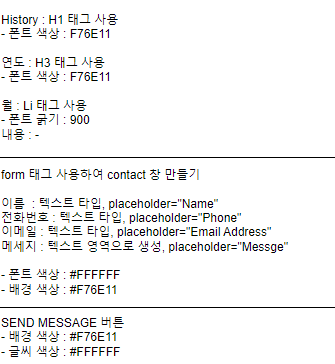 History : H1 태그 사용
- 폰트 색상 : F76E11
연도 : H3 태그 사용
- 폰트 색상 : F76E11
월 : Li 태그 사용
- 폰트 굵기 : 900
내용 : -
form 태그 사용하여 contact 창 만들기
이름 : 텍스트 타입, placeholder="Name"
전화번호 : 텍스트 타입, placeholder="Phone"
이메일 : 텍스트 타입, placeholder="Email Address"
메세지 : 텍스트 영역으로 생성, placeholder="Messge"
- 폰트 색상 : #FFFFFF
- 배경 색상 : #F76E11
SEND MESSAGE 버튼
- 배경 색상 : #F76E11
- 글씨 색상 : #FFFFFF